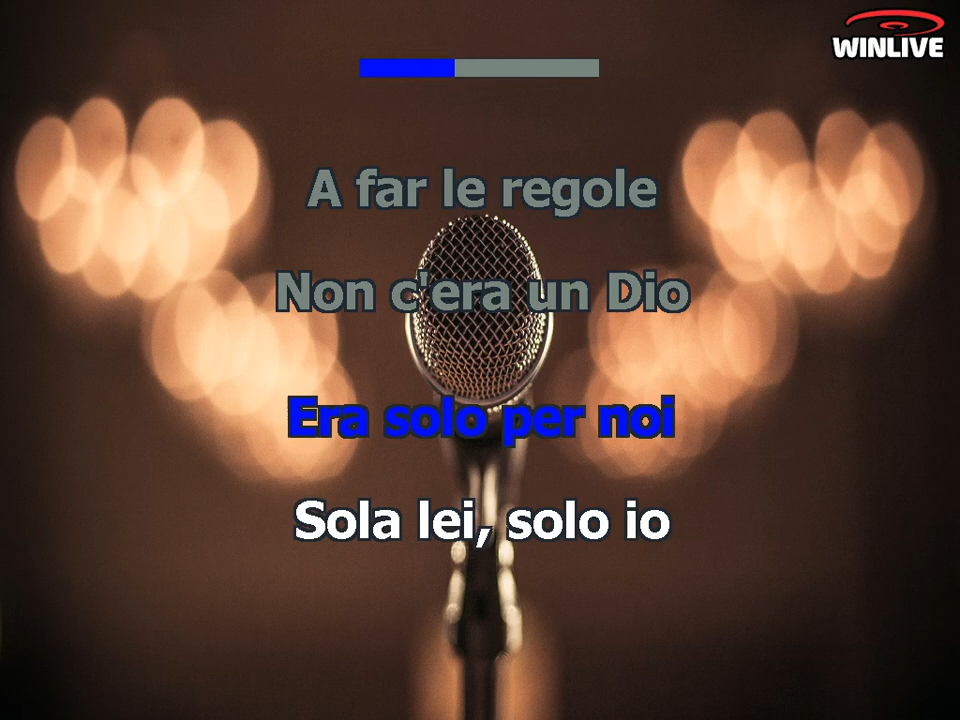 WINLIVE
A far le regole
Non c'era un Dio
Era solo per noi
Sola lei, solo io